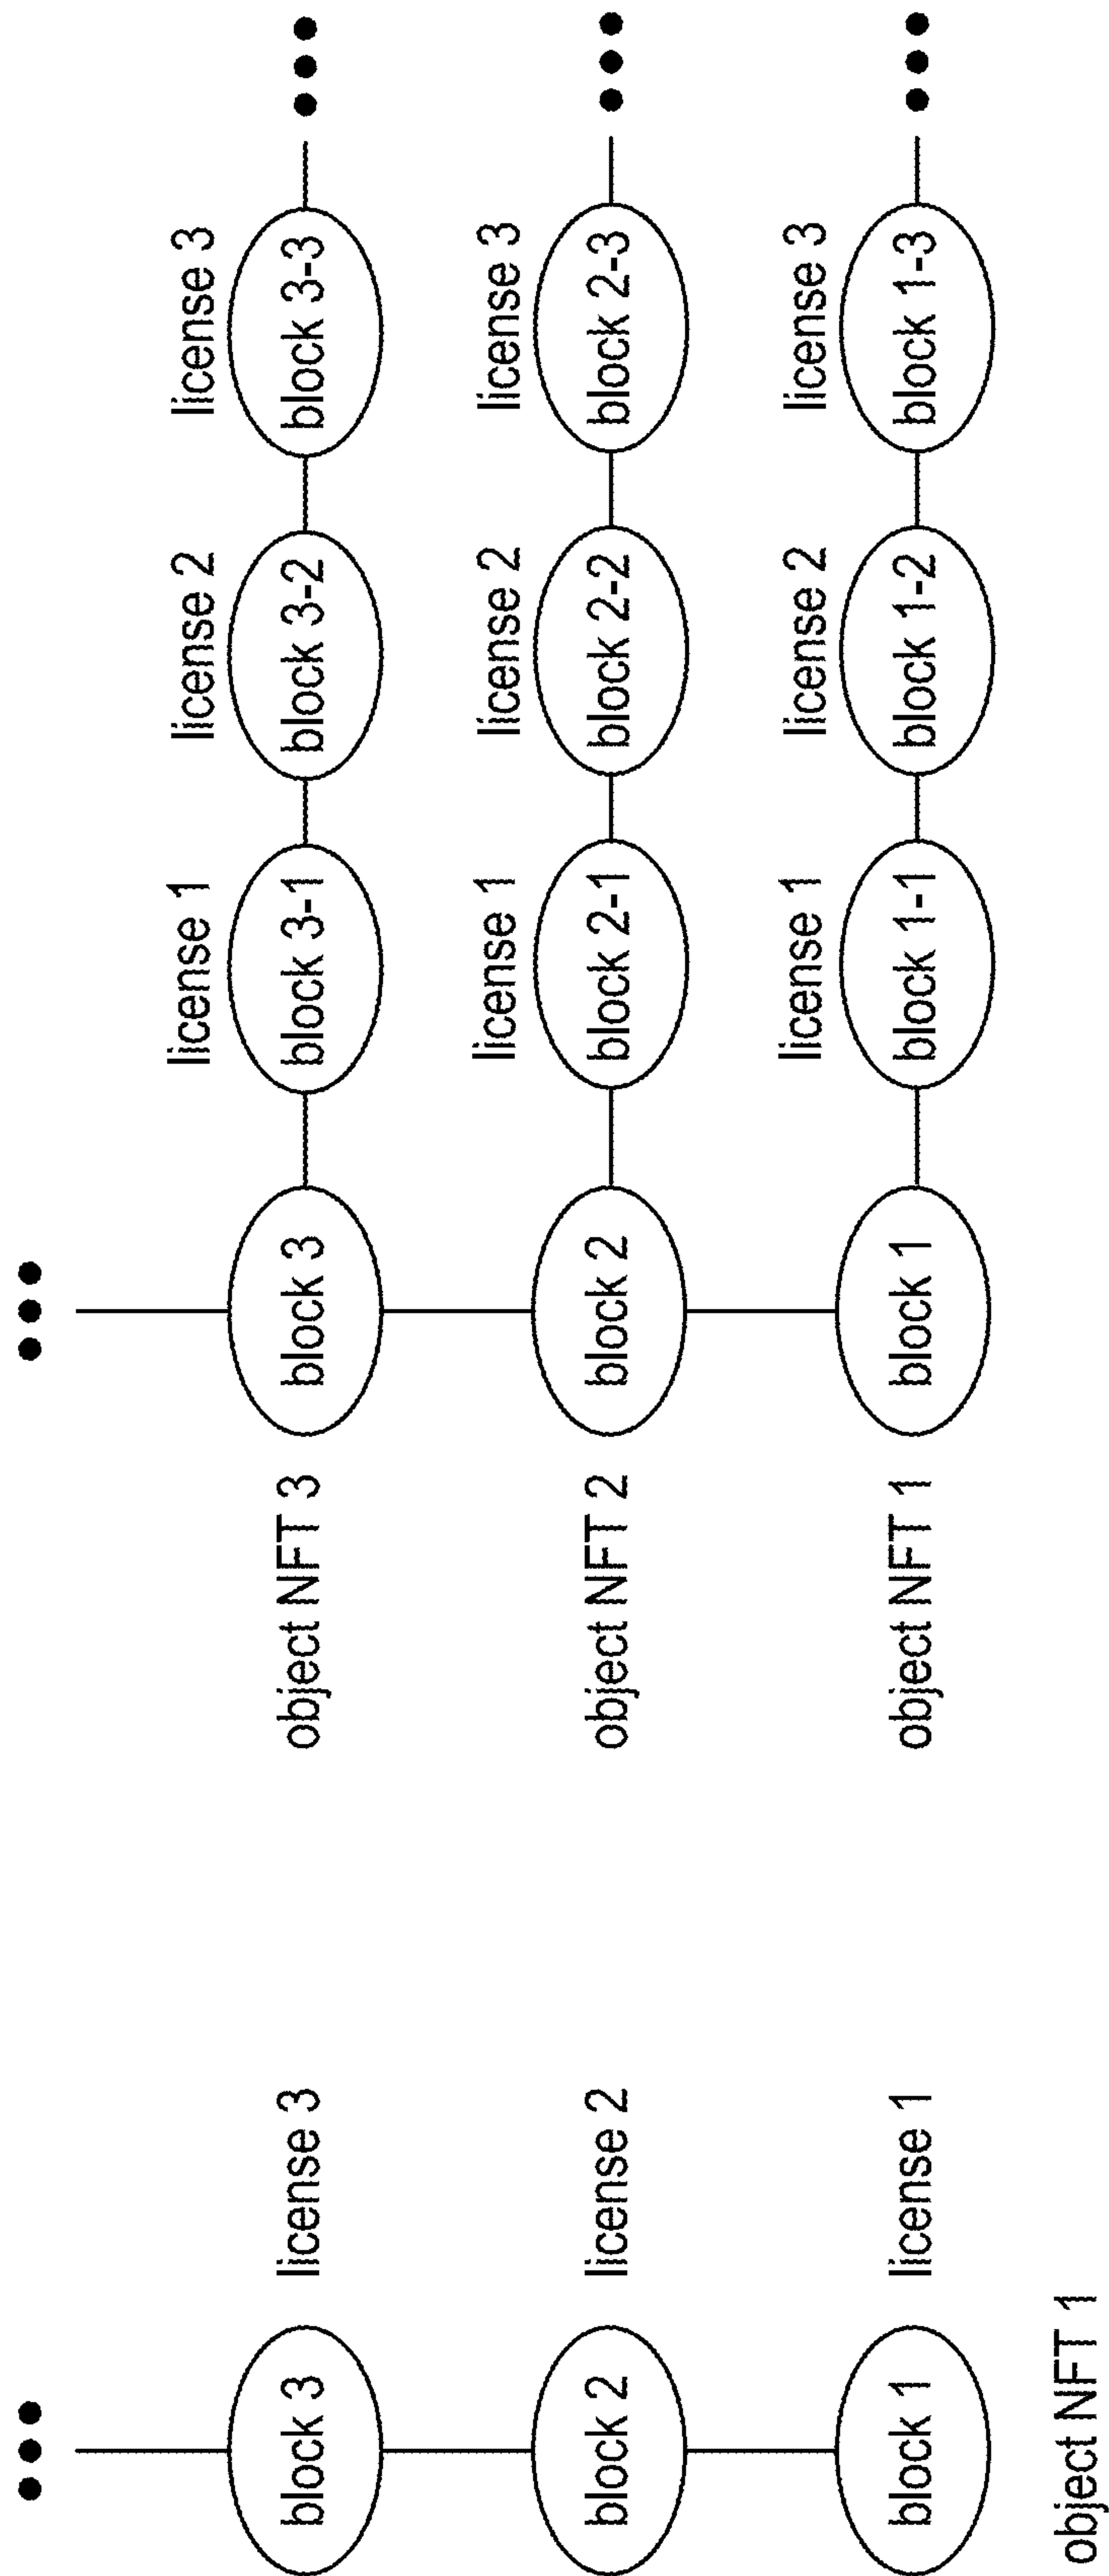 block 3
license 3
block 2
license 2
block 1
license 1
object NFT 1
license 1
license 2
license 3
object NFT 3
block 3
block 3-1
block 3-2
block 3-3
license 1
license 2
license 3
object NFT 2
block 2
block 2-1
block 2-2
block 2-3
license 1
license 2
license 3
object NFT 1
block 1
block 1-1
block 1-2
block 1-3